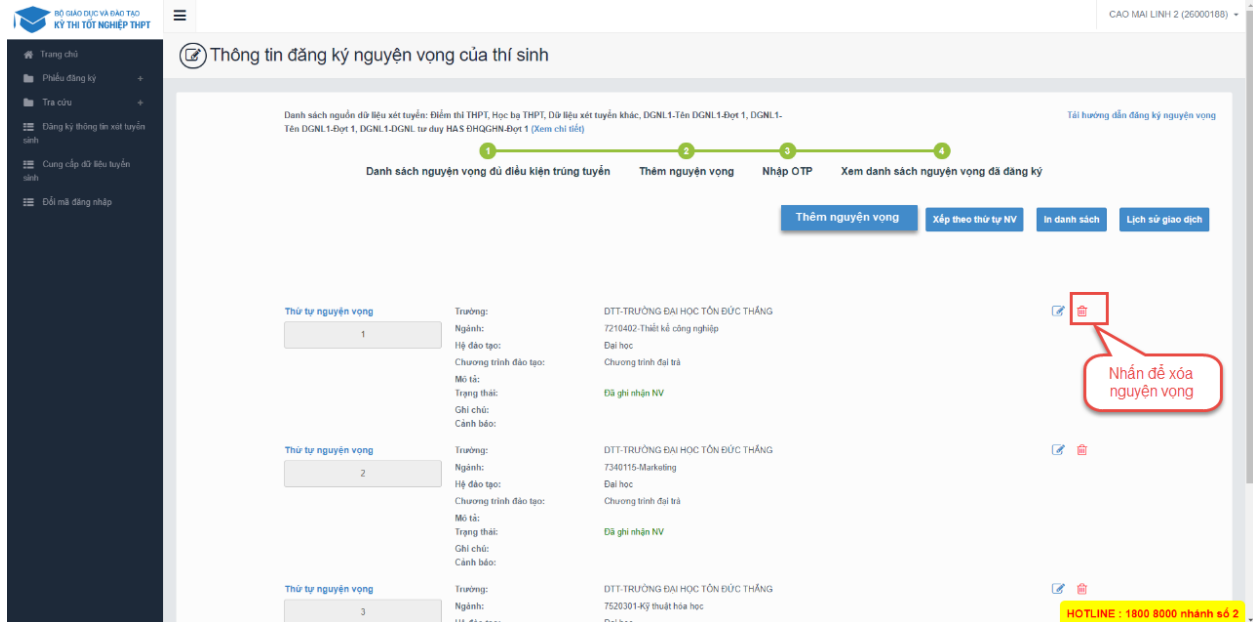 BỘ GIÁO DỤC VÀ ĐÀO TẠO
KỲ THI TỐT NGHIỆP THPT
CAO MAI LINH 2 (26000188)
Trang chủ
Phiếu đăng ký +
Tra cứu +
Đăng ký thông tin xét tuyển
sinh
Cung cấp dữ liệu tuyển
sinh
Đổi mã đăng nhập
Thông tin đăng ký nguyện vọng của thí sinh
Danh sách nguồn dữ liệu xét tuyển: Điểm thi THPT, Học bạ THPT, Dữ liệu xét tuyển khác, DGNL1-Tên DGNL1-Đợt 1, DGNL1-
Tên DGNL1-Đợt 1, DGNL1-DGNL tư duy HAS ĐHQGHN-Đợt 1 (Xem chi tiết)
Tải hướng dẫn đăng ký nguyện vọng
1 2 3 4
Danh sách nguyện vọng đủ điều kiện trúng tuyển Thêm nguyện vọng Nhập OTP Xem danh sách nguyện vọng đã đăng ký
Thêm nguyện vọng Xếp theo thứ tự NV In danh sách Lịch sử giao dịch
Thứ tự nguyện vọng
1
Trường: DTT-TRƯỜNG ĐẠI HỌC TÔN ĐỨC THẮNG
Ngành: 7210402-Thiết kế công nghiệp
Hệ đào tạo: Đại học
Chương trình đào tạo: Chương trình đại trà
Mô tả:
Trạng thái: Đã ghi nhận NV
Ghi chú:
Cảnh báo:
Nhấn để xóa
nguyện vọng
Thứ tự nguyện vọng
2
Trường: DTT-TRƯỜNG ĐẠI HỌC TÔN ĐỨC THẮNG
Ngành: 7340115-Marketing
Hệ đào tạo: Đại học
Chương trình đào tạo: Chương trình đại trà
Mô tả:
Trạng thái: Đã ghi nhận NV
Ghi chú:
Cảnh báo:
Thứ tự nguyện vọng
3
Trường: DTT-TRƯỜNG ĐẠI HỌC TÔN ĐỨC THẮNG
Ngành: 7520301-Kỹ thuật hóa học
Hệ đào tạo: Đại học
HOTLINE : 1800 8000 nhánh số 2